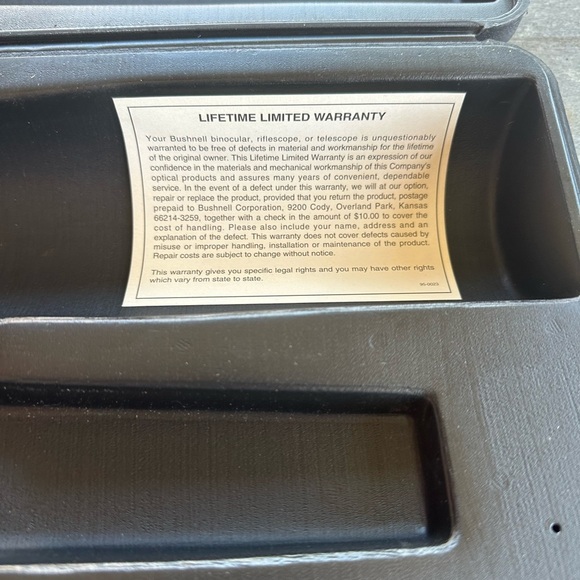 LIFETIME LIMITED WARRANTY
Your Bushnell binocular, riflescope, or telescope is unquestionably
warranted to be free of defects in material and workmanship for the lifetime
of the original owner. This Lifetime Limited Warranty is an expression of our
confidence in the materials and mechanical workmanship of this Company's
optical products and assures many years of convenient, dependable
service. In the event of a defect under this warranty, we will at our option,
repair or replace the product, provided that you return the product, postage
prepaid to Bushnell Corporation, 9200 Cody, Overland Park, Kansas
66214-3259, together with a check in the amount of $10.00 to cover the
cost of handling. Please also include your name, address and an
explanation of the defect. This warranty does not cover defects caused by
misuse or improper handling, installation or maintenance of the product.
Repair costs are subject to change without notice.
This warranty gives you specific legal rights and you may have other rights
which vary from state to state.